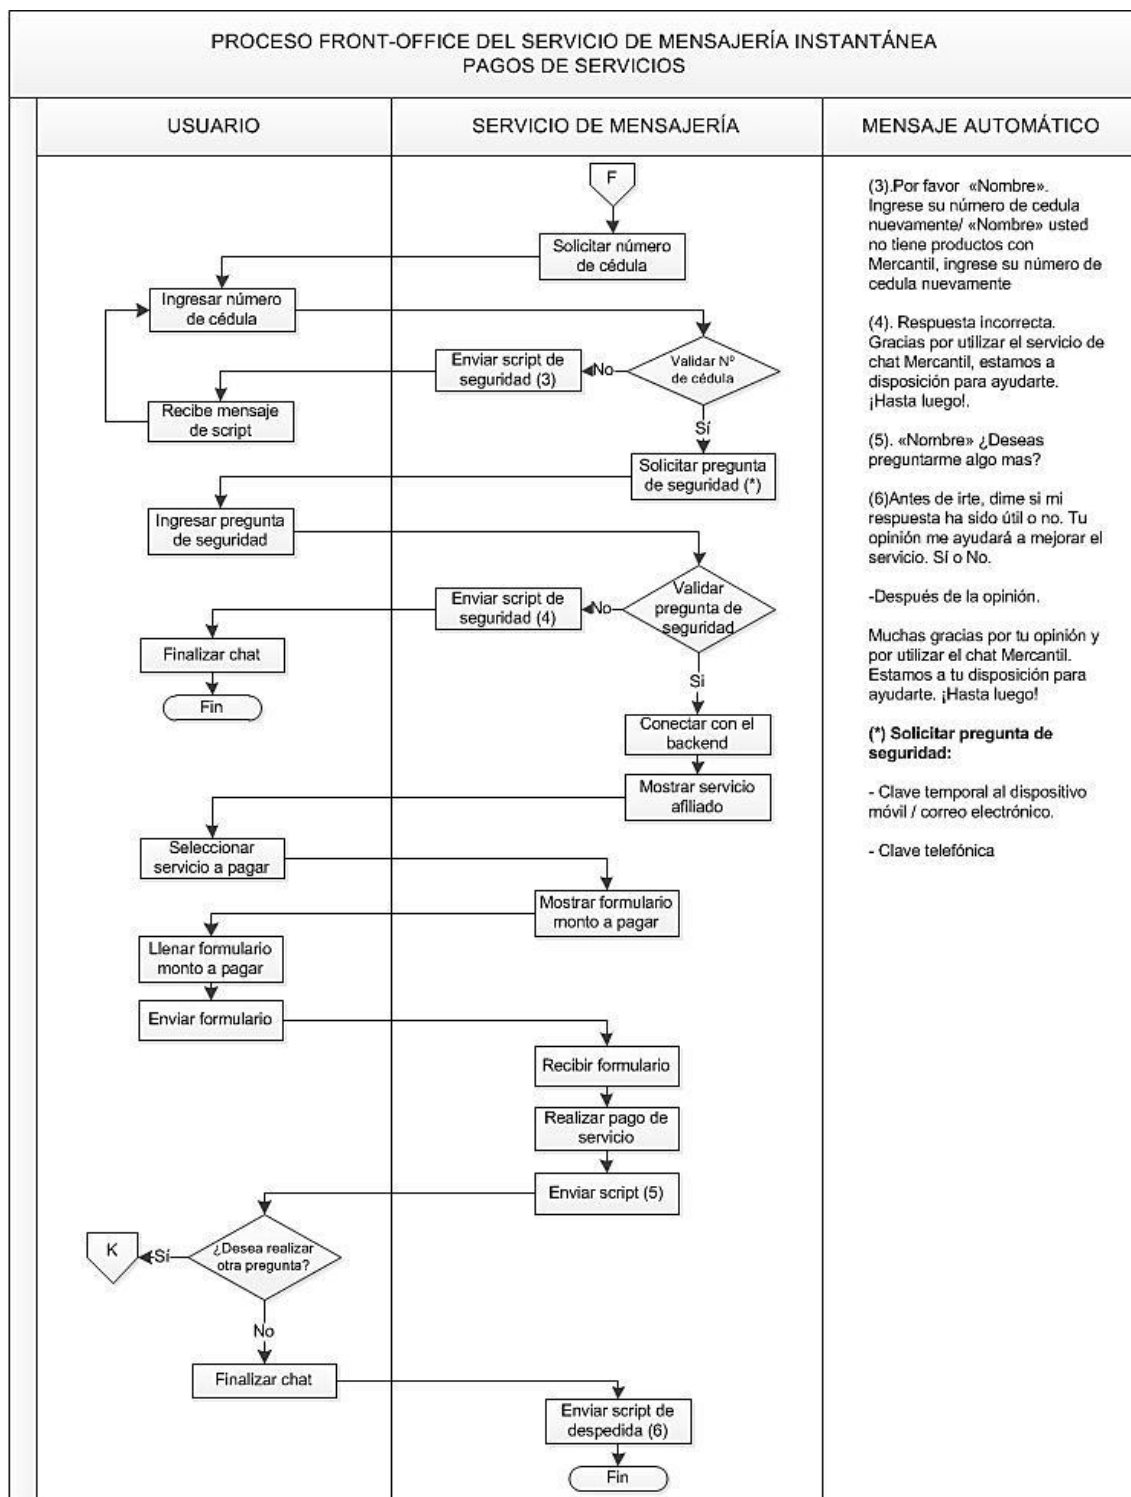 PROCESO FRONT-OFFICE DEL SERVICIO DE MENSAJERÍA INSTANTÁNEA
PAGOS DE SERVICIOS
USUARIO
SERVICIO DE MENSAJERÍA
MENSAJE AUTOMÁTICO
F
Solicitar número
de cédula
Ingresar número
de cédula
Validar Nº
de cédula
No
Enviar script de
seguridad (3)
Recibe mensaje
de script
Sí
Solicitar pregunta
de seguridad (*)
Ingresar pregunta
de seguridad
Validar
pregunta de
seguridad
No
Enviar script de
seguridad (4)
Finalizar chat
Fin
Si
Conectar con el
backend
Mostrar servicio
afiliado
Seleccionar
servicio a pagar
Mostrar formulario
monto a pagar
Llenar formulario
monto a pagar
Enviar formulario
Recibir formulario
Realizar pago de
servicio
Enviar script (5)
¿Desea realizar
otra pregunta?
Sí
K
No
Finalizar chat
Enviar script de
despedida (6)
Fin
(3).Por favor «Nombre».
Ingrese su número de cedula
nuevamente/ «Nombre» usted
no tiene productos con
Mercantil, ingrese su número de
cedula nuevamente
(4). Respuesta incorrecta.
Gracias por utilizar el servicio de
chat Mercantil, estamos a
disposición para ayudarte.
¡Hasta luego!.
(5). «Nombre» ¿Deseas
preguntarme algo mas?
(6)Antes de irte, dime si mi
respuesta ha sido útil o no. Tu
opinión me ayudará a mejorar el
servicio. Sí o No.
-Después de la opinión.
Muchas gracias por tu opinión y
por utilizar el chat Mercantil.
Estamos a tu disposición para
ayudarte. ¡Hasta luego!
(*) Solicitar pregunta de
seguridad:
- Clave temporal al dispositivo
móvil / correo electrónico.
- Clave telefónica